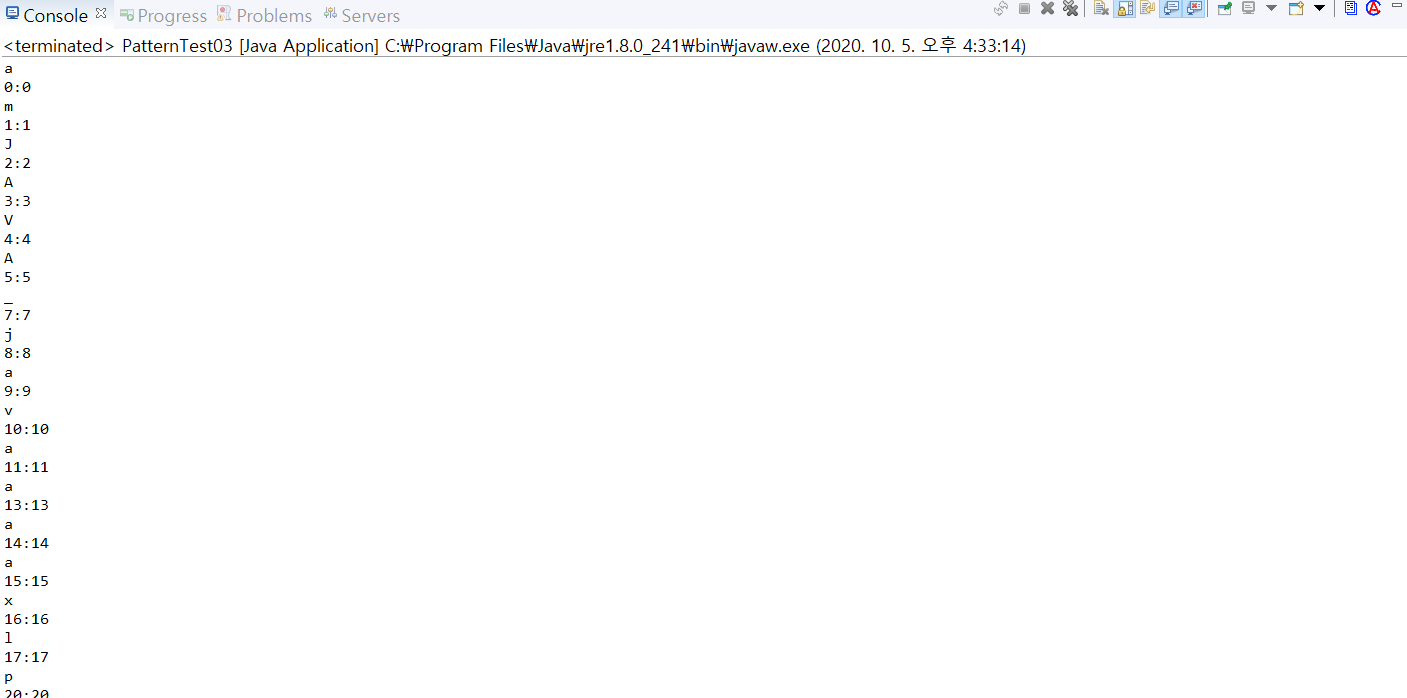 Console Progress Problems Servers
<terminated> PatternTest03 [Java Application] C:₩Program Files₩Java₩jre1.8.0_241₩bin₩javaw.exe (2020. 10. 5. 오후 4:33:14)
a
0:0
m
1:1
J
2:2
A
3:3
V
4:4
A
5:5
_
7:7
j
8:8
a
9:9
v
10:10
a
11:11
a
13:13
a
14:14
a
15:15
x
16:16
l
17:17
p
20:20